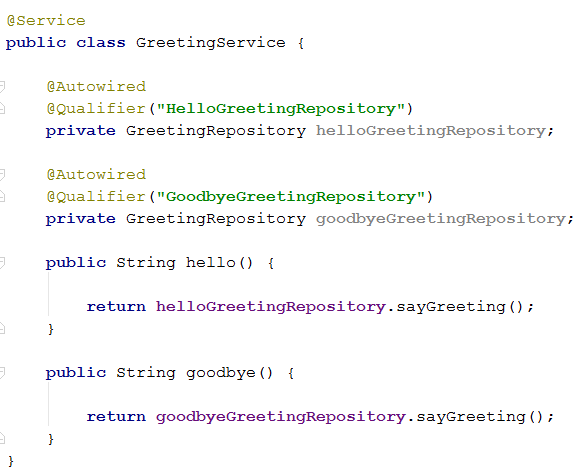 @Service
public class GreetingService {
@Autowired
@Qualifier("HelloGreetingRepository")
private GreetingRepository helloGreetingRepository;
@Autowired
@Qualifier("GoodbyeGreetingRepository")
private GreetingRepository goodbyeGreetingRepository;
public String hello() {
return helloGreetingRepository.sayGreeting();
}
public String goodbye() {
return goodbyeGreetingRepository.sayGreeting();
}
}